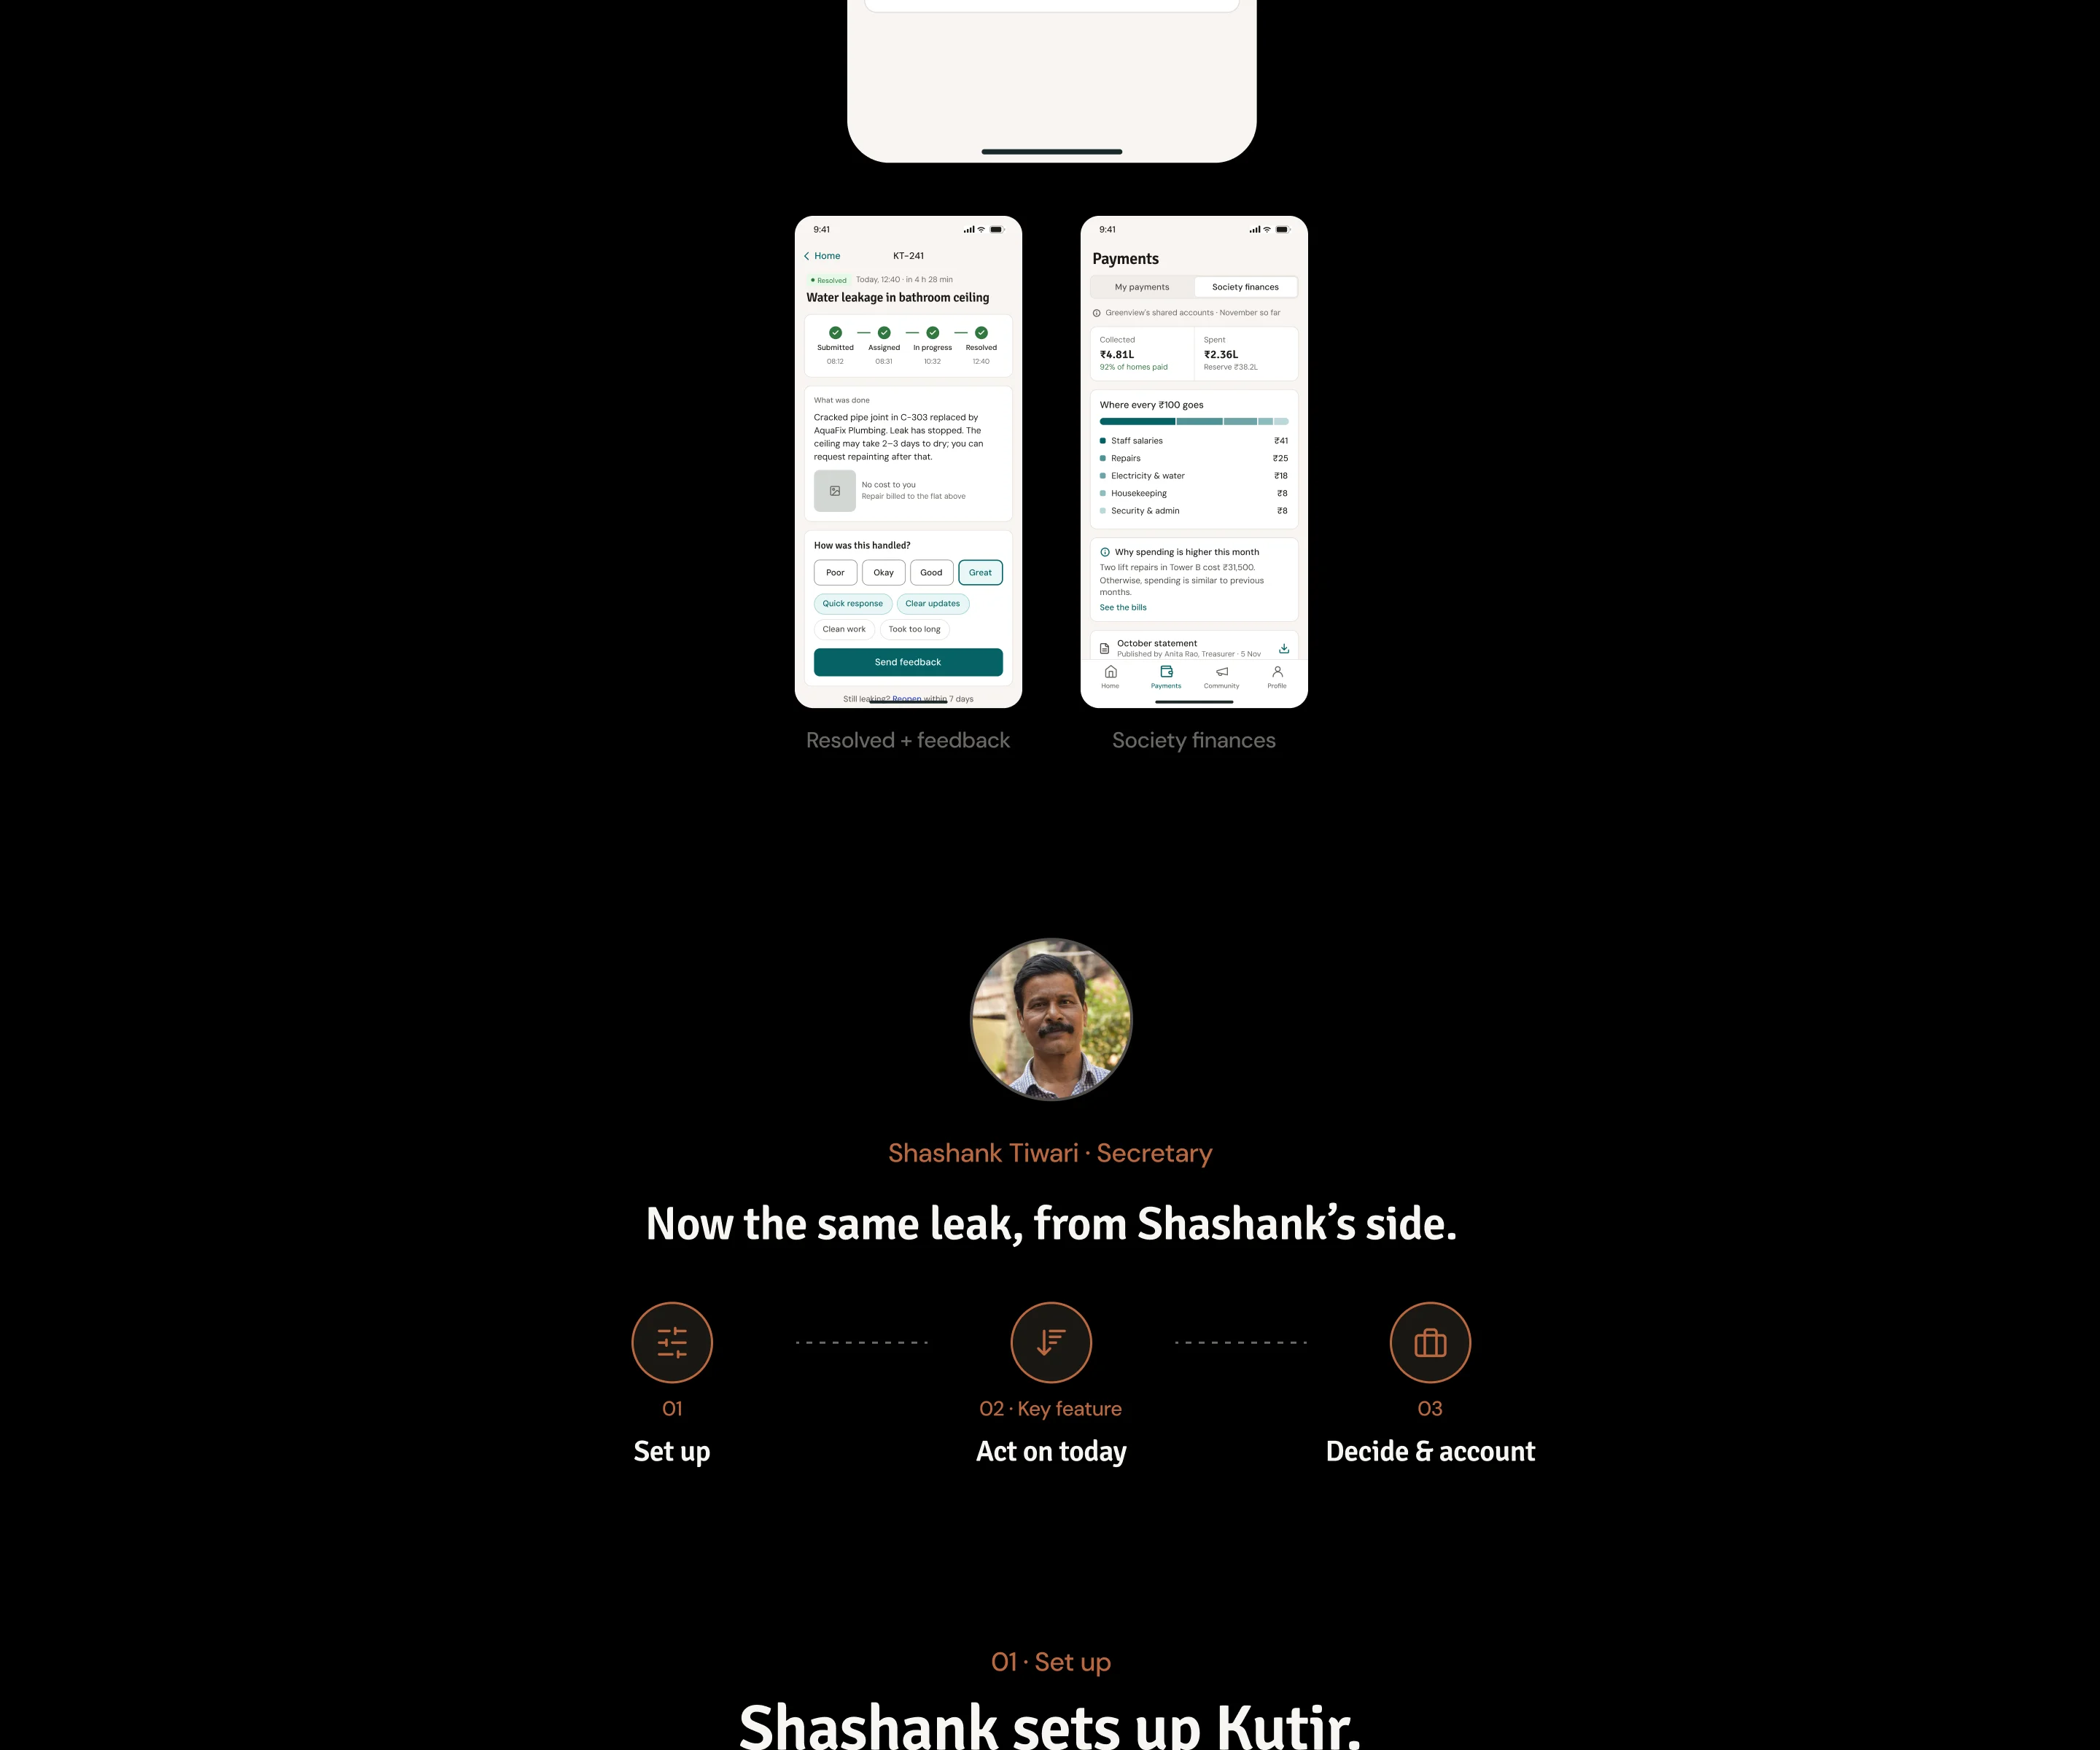 9:41
Home
KT-241
Resolved
Today, 12:40 · in 4 h 28 min
Water leakage in bathroom ceiling
Submitted
Assigned
In progress
Resolved
08:12
08:31
10:32
12:40
What was done
Cracked pipe joint in C-303 replaced by
AquaFix Plumbing. Leak has stopped. The
ceiling may take 2–3 days to dry; you can
request repainting after that.
No cost to you
Repair billed to the flat above
How was this handled?
Poor
Okay
Good
Great
Quick response
Clear updates
Clean work
Took too long
Send feedback
Still leaking? Reopen within 7 days
Resolved + feedback
9:41
Payments
My payments
Society finances
Greenview's shared accounts · November so far
Collected
₹4.81L
92% of homes paid
Spent
₹2.36L
Reserve ₹38.2L
Where every ₹100 goes
Staff salaries ₹41
Repairs ₹25
Electricity & water ₹18
Housekeeping ₹8
Security & admin ₹8
Why spending is higher this month
Two lift repairs in Tower B cost ₹31,500.
Otherwise, spending is similar to previous
months.
See the bills
October statement
Published by Anita Rao, Treasurer · 5 Nov
Home
Payments
Community
Profile
Society finances
Shashank Tiwari · Secretary
Now the same leak, from Shashank’s side.
01
Set up
02 · Key feature
Act on today
03
Decide & account
01 · Set up
Shashank sets up Kutir.